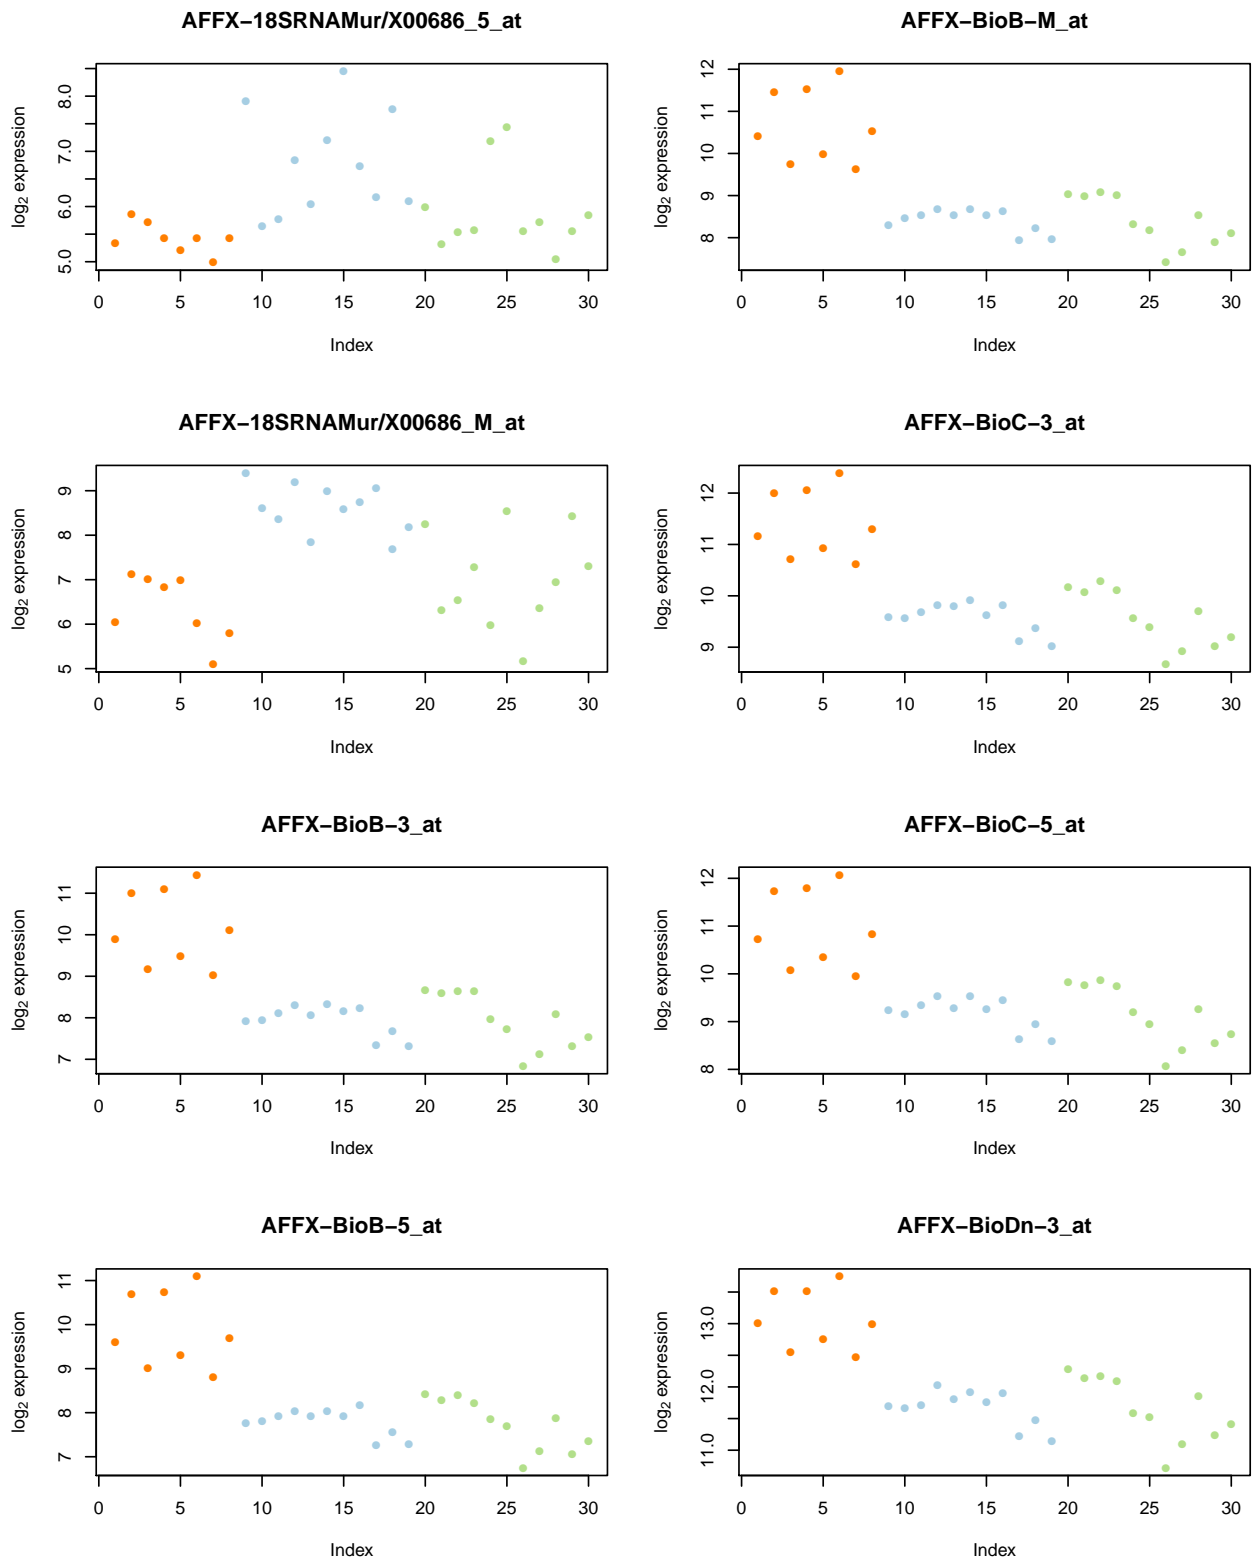 AFFX−18SRNAMur/X00686_5_at
log2 expression
8.0
7.0
6.0
5.0
0 5 10 15 20 25 30
Index
AFFX−BioB−M_at
log2 expression
12
11
10
9
8
0 5 10 15 20 25 30
Index
AFFX−18SRNAMur/X00686_M_at
log2 expression
9
8
7
6
5
0 5 10 15 20 25 30
Index
AFFX−BioC−3_at
log2 expression
12
11
10
9
0 5 10 15 20 25 30
Index
AFFX−BioB−3_at
log2 expression
11
10
9
8
7
0 5 10 15 20 25 30
Index
AFFX−BioC−5_at
log2 expression
12
11
10
9
8
0 5 10 15 20 25 30
Index
AFFX−BioB−5_at
log2 expression
11
10
9
8
7
0 5 10 15 20 25 30
Index
AFFX−BioDn−3_at
log2 expression
13.0
12.0
11.0
0 5 10 15 20 25 30
Index